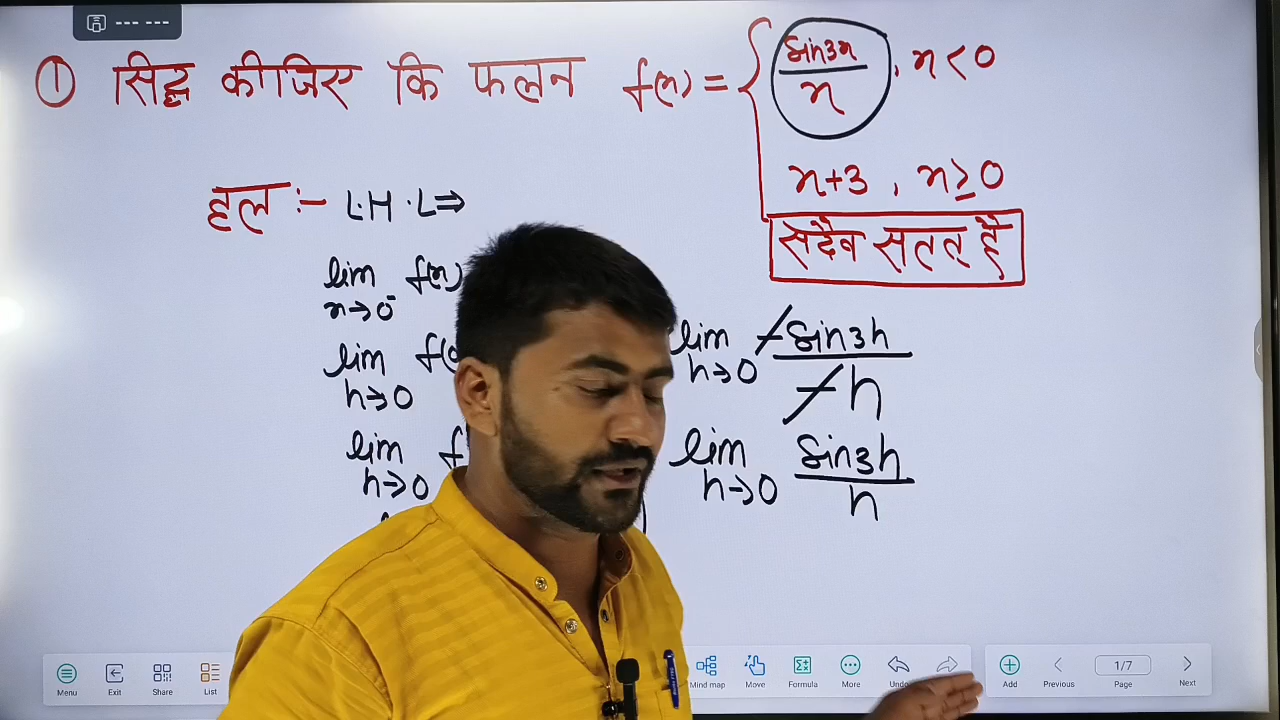 ① सिद्ध कीजिए कि फलन f(x) = { sin3x/x , x < 0
x+3 , x ≥ 0
सदैव सतत् है
हल :- L.H.L ⇒
lim x→0⁻ f(x)
lim h→0
lim h→0
lim h→0 -sin3h/-h
lim h→0 sin3h/h
Menu Exit Share List Mind map Move Formula More Undo Add Previous 1/7 Page Next